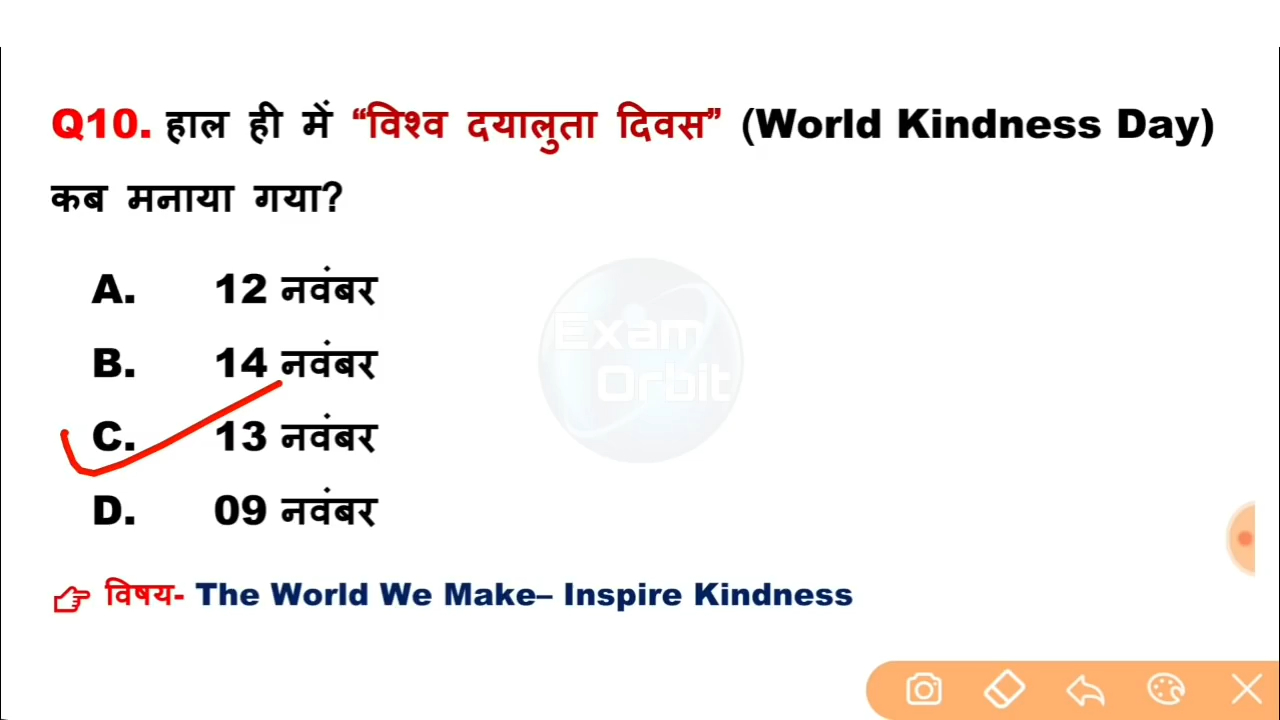 Q10. हाल ही में “विश्व दयालुता दिवस” (World Kindness Day)
कब मनाया गया?
A. 12 नवंबर
B. 14 नवंबर
C. 13 नवंबर
D. 09 नवंबर
विषय- The World We Make– Inspire Kindness
Exam
Orbit